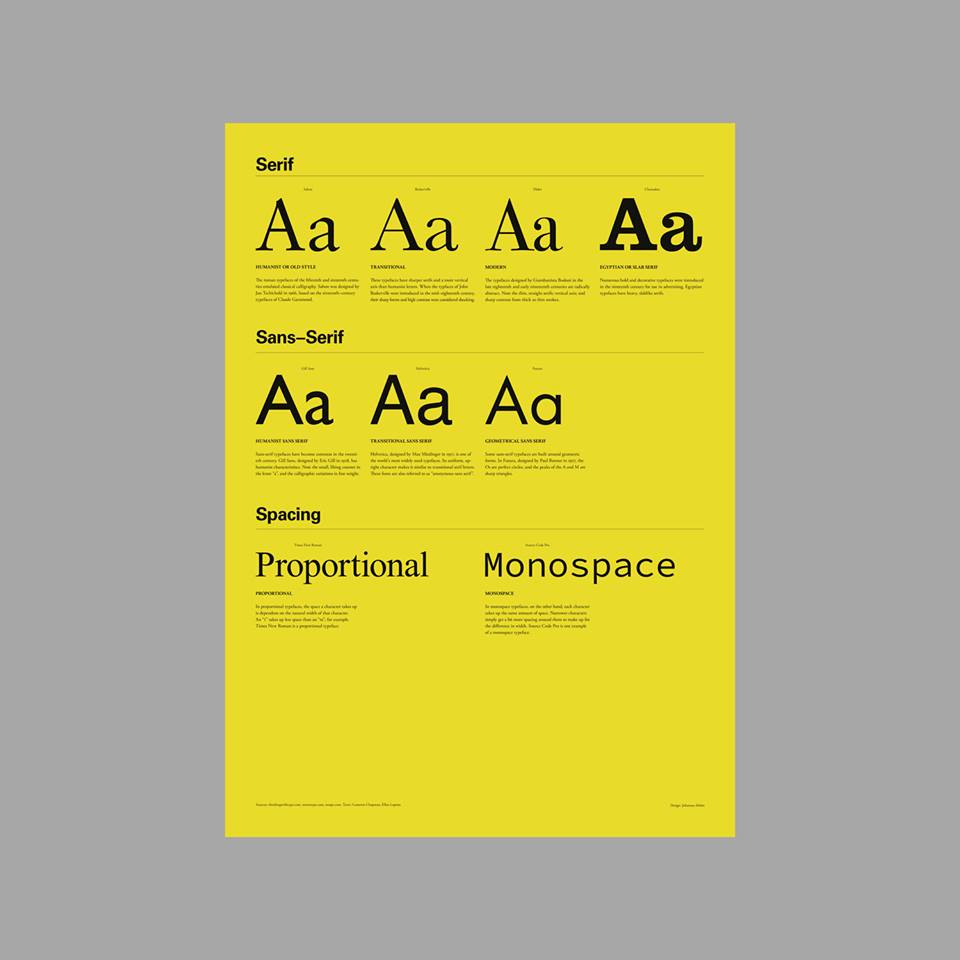 Serif
Sabon
Baskerville
Didot
Clarendon
Aa
Aa
Aa
Aa
HUMANIST OR OLD STYLE
The roman typefaces of the fifteenth and sixteenth centu-
ries emulated classical calligraphy. Sabon was designed by
Jan Tschichold in 1966, based on the sixteenth-century
typefaces of Claude Garamond.
TRANSITIONAL
These typefaces have sharper serifs and a more vertical
axis than humanist letters. When the typefaces of John
Baskerville were introduced in the mid-eighteenth century,
their sharp forms and high contrast were considered shocking.
MODERN
The typefaces designed by Giambattista Bodoni in the
late eighteenth and early nineteenth centuries are radically
abstract. Note the thin, straight serifs; vertical axis; and
sharp contrast from thick to thin strokes.
EGYPTIAN OR SLAB SERIF
Numerous bold and decorative typefaces were introduced
in the nineteenth century for use in advertising. Egyptian
typefaces have heavy, slablike serifs.
Sans–Serif
Gill Sans
Helvetica
Futura
Aa
Aa
Aa
HUMANIST SANS SERIF
Sans-serif typefaces have become common in the twenti-
eth century. Gill Sans, designed by Eric Gill in 1928, has
humanist characteristics. Note the small, lilting counter in
the letter "a", and the calligraphic variations in line weight.
TRANSITIONAL SANS SERIF
Helvetica, designed by Max Miedinger in 1957, is one of
the world's most widely used typefaces. Its uniform, up-
right character makes it similar to transitional serif letters.
These fonts are also referred to as "anonymous sans serif".
GEOMETRICAL SANS SERIF
Some sans-serif typefaces are built around geometric
forms. In Futura, designed by Paul Renner in 1927, the
Os are perfect circles, and the peaks of the A and M are
sharp triangles.
Spacing
Times New Roman
Source Code Pro
Proportional
Monospace
PROPORTIONAL
In proportional typefaces, the space a character takes up
is dependent on the natural width of that character.
An "i" takes up less space than an "m", for example.
Times New Roman is a proportional typeface.
MONOSPACE
In monospace typefaces, on the other hand, each character
takes up the same amount of space. Narrower characters
simply get a bit more spacing around them to make up for
the difference in width. Source Code Pro is one example
of a monospace typeface.
Sources: Texts: Cameron Chapman, Ellen Lupton
Design: Johannes